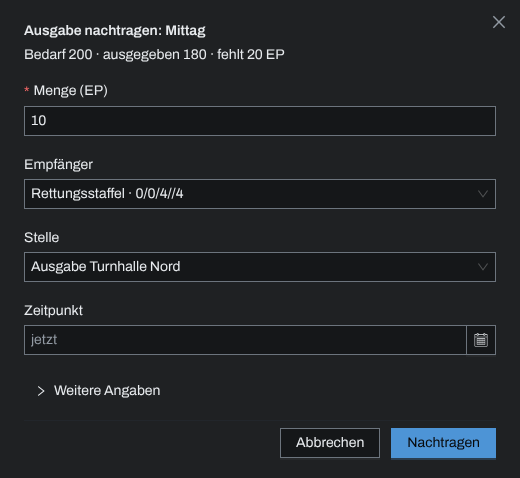 Ausgabe nachtragen: Mittag
Bedarf 200 · ausgegeben 180 · fehlt 20 EP
* Menge (EP)
10
Empfänger
Rettungsstaffel · 0/0/4//4
Stelle
Ausgabe Turnhalle Nord
Zeitpunkt
jetzt
Weitere Angaben
Abbrechen
Nachtragen